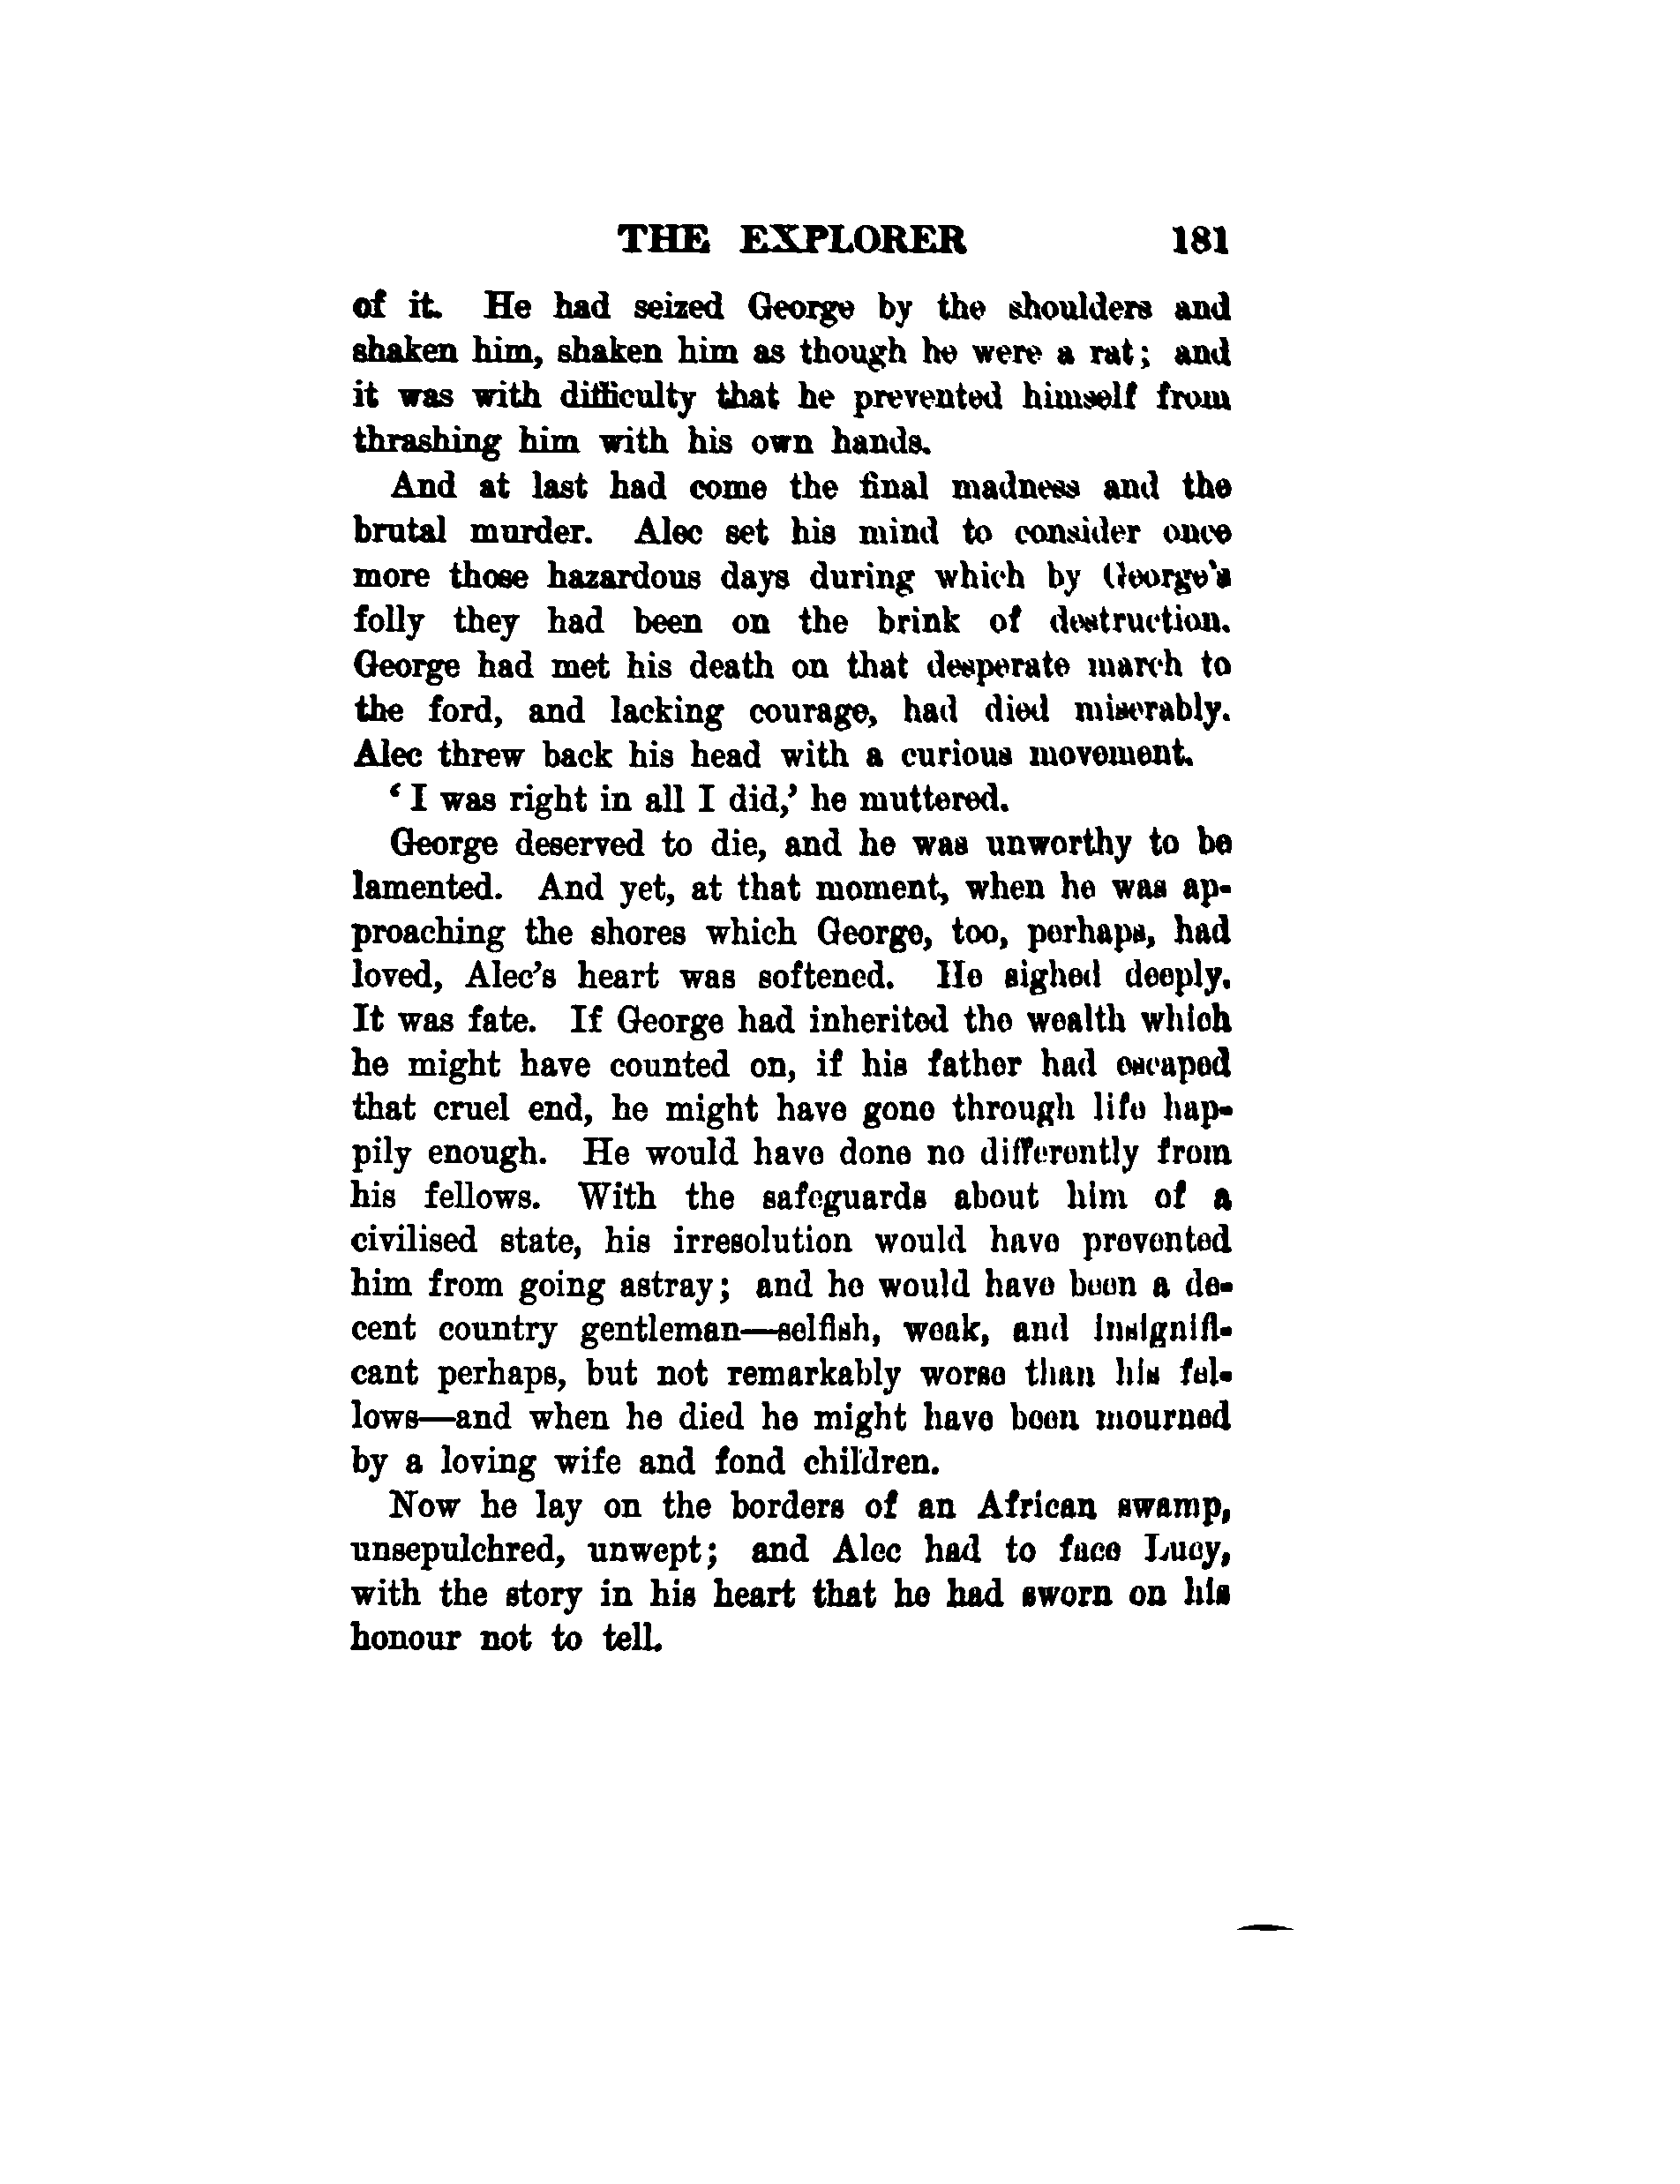 THE EXPLORER 181
of it. He had seized George by the shoulders and
shaken him, shaken him as though he were a rat; and
it was with difficulty that he prevented himself from
thrashing him with his own hands.
And at last had come the final madness and the
brutal murder. Alec set his mind to consider once
more those hazardous days during which by George's
folly they had been on the brink of destruction.
George had met his death on that desperate march to
the ford, and lacking courage, had died miserably.
Alec threw back his head with a curious movement.
‘I was right in all I did,’ he muttered.
George deserved to die, and he was unworthy to be
lamented. And yet, at that moment, when he was ap-
proaching the shores which George, too, perhaps, had
loved, Alec's heart was softened. He sighed deeply.
It was fate. If George had inherited the wealth which
he might have counted on, if his father had escaped
that cruel end, he might have gone through life hap-
pily enough. He would have done no differently from
his fellows. With the safeguards about him of a
civilised state, his irresolution would have prevented
him from going astray; and he would have been a de-
cent country gentleman—selfish, weak, and insignifi-
cant perhaps, but not remarkably worse than his fel-
lows—and when he died he might have been mourned
by a loving wife and fond children.
Now he lay on the borders of an African swamp,
unsepulchred, unwept; and Alec had to face Lucy,
with the story in his heart that he had sworn on his
honour not to tell.